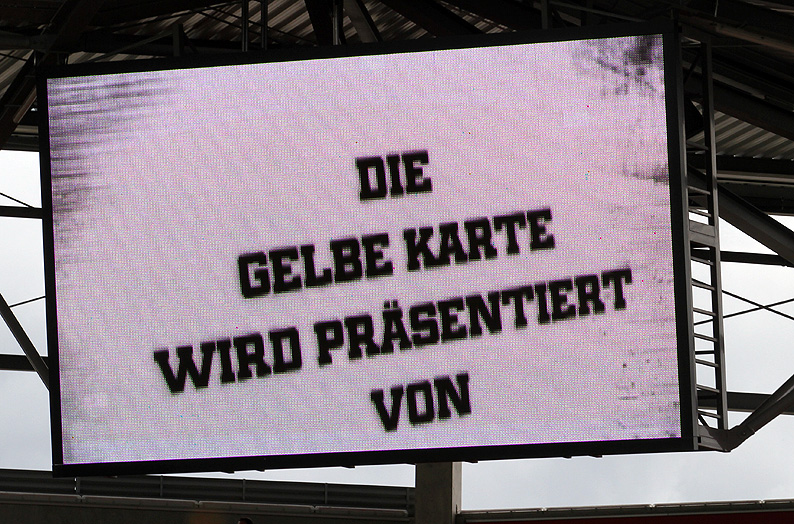 DIE
GELBE KARTE
WIRD PRÄSENTIERT
VON